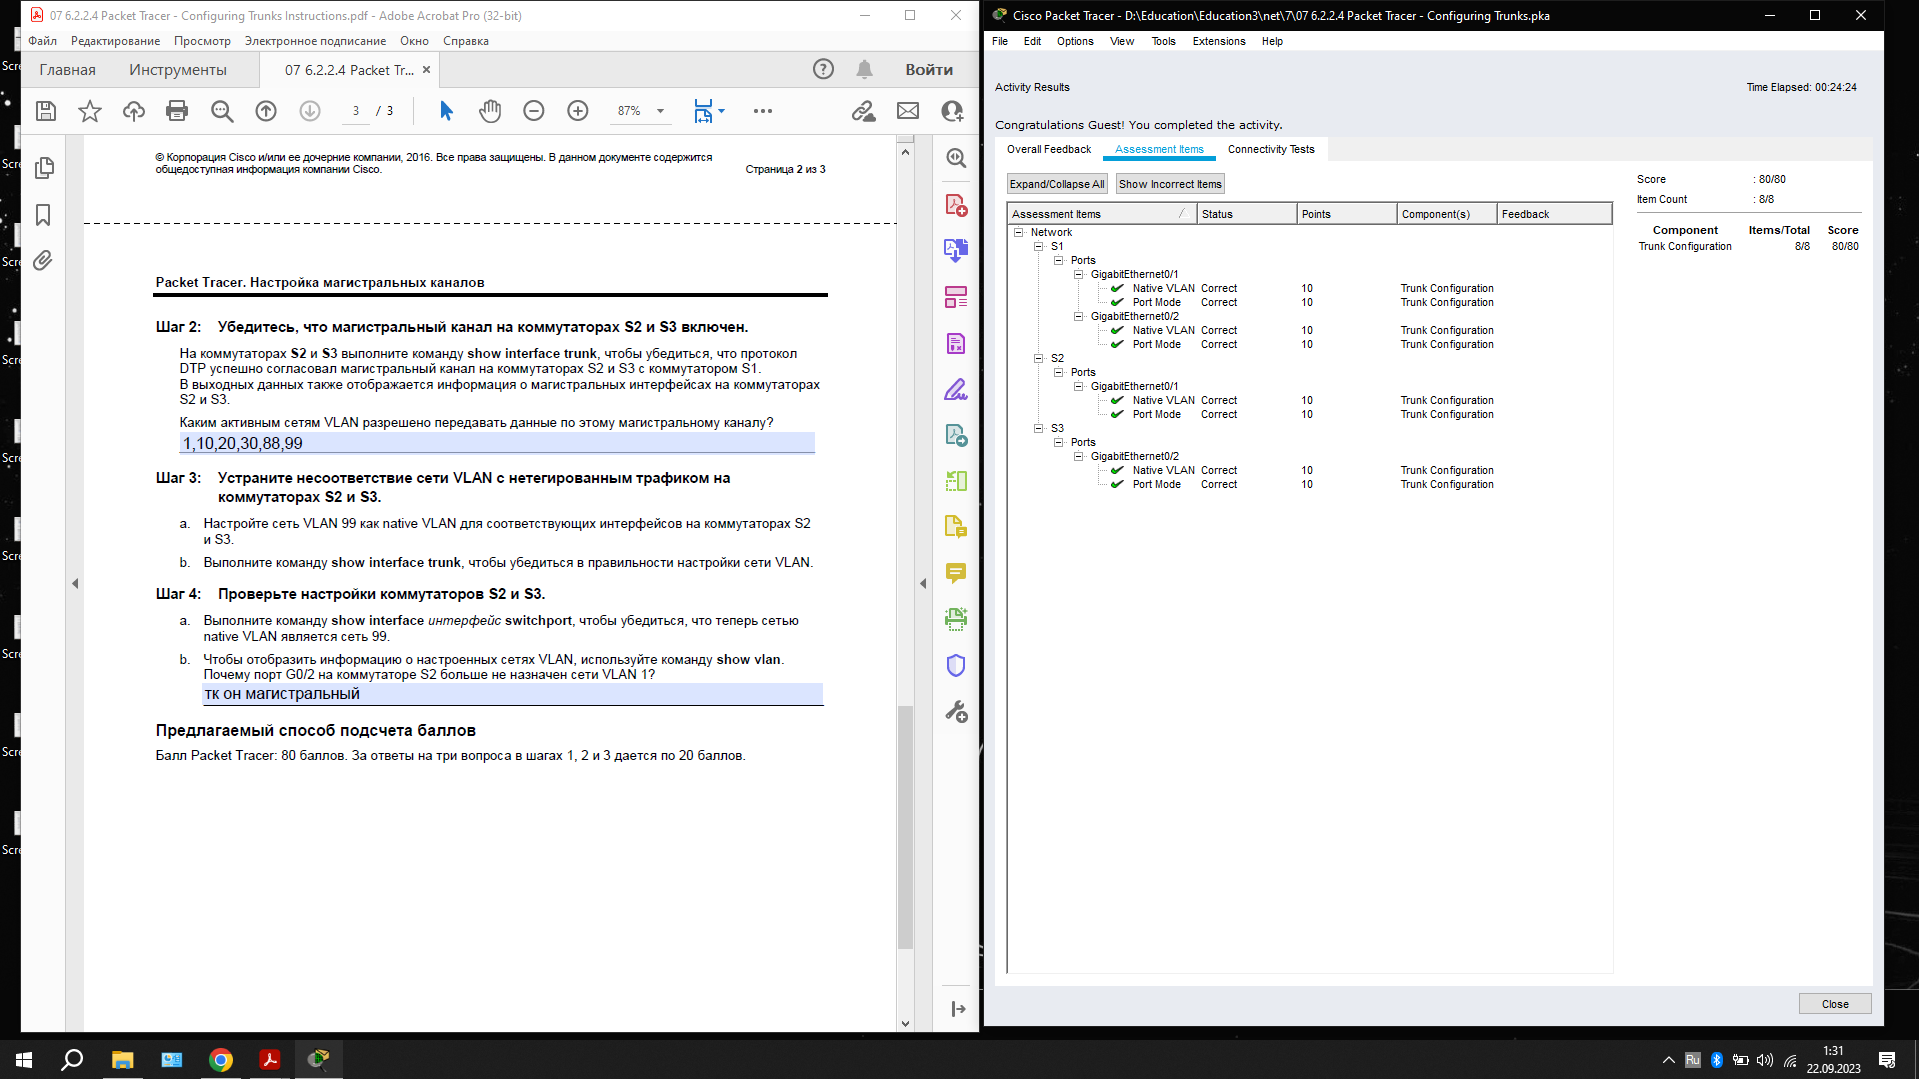 07 6.2.2.4 Packet Tracer - Configuring Trunks Instructions.pdf - Adobe Acrobat Pro (32-bit)
Файл Редактирование Просмотр Электронное подписание Окно Справка
Главная Инструменты 07 6.2.2.4 Packet Tr... Войти
3 / 3 87%
© Корпорация Cisco и/или ее дочерние компании, 2016. Все права защищены. В данном документе содержится
общедоступная информация компании Cisco. Страница 2 из 3
Packet Tracer. Настройка магистральных каналов
Шаг 2: Убедитесь, что магистральный канал на коммутаторах S2 и S3 включен.
На коммутаторах S2 и S3 выполните команду show interface trunk, чтобы убедиться, что протокол
DTP успешно согласовал магистральный канал на коммутаторах S2 и S3 с коммутатором S1.
В выходных данных также отображается информация о магистральных интерфейсах на коммутаторах
S2 и S3.
Каким активным сетям VLAN разрешено передавать данные по этому магистральному каналу?
1,10,20,30,88,99
Шаг 3: Устраните несоответствие сети VLAN с нетегированным трафиком на
коммутаторах S2 и S3.
a. Настройте сеть VLAN 99 как native VLAN для соответствующих интерфейсов на коммутаторах S2
и S3.
b. Выполните команду show interface trunk, чтобы убедиться в правильности настройки сети VLAN.
Шаг 4: Проверьте настройки коммутаторов S2 и S3.
a. Выполните команду show interface интерфейс switchport, чтобы убедиться, что теперь сетью
native VLAN является сеть 99.
b. Чтобы отобразить информацию о настроенных сетях VLAN, используйте команду show vlan.
Почему порт G0/2 на коммутаторе S2 больше не назначен сети VLAN 1?
тк он магистральный
Предлагаемый способ подсчета баллов
Балл Packet Tracer: 80 баллов. За ответы на три вопроса в шагах 1, 2 и 3 дается по 20 баллов.
Cisco Packet Tracer - D:\Education\Education3\net\7\07 6.2.2.4 Packet Tracer - Configuring Trunks.pka
File Edit Options View Tools Extensions Help
Activity Results Time Elapsed: 00:24:24
Congratulations Guest! You completed the activity.
Overall Feedback Assessment Items Connectivity Tests
Expand/Collapse All Show Incorrect Items
Assessment Items Status Points Component(s) Feedback
Network
S1
Ports
GigabitEthernet0/1
Native VLAN Correct 10 Trunk Configuration
Port Mode Correct 10 Trunk Configuration
GigabitEthernet0/2
Native VLAN Correct 10 Trunk Configuration
Port Mode Correct 10 Trunk Configuration
S2
Ports
GigabitEthernet0/1
Native VLAN Correct 10 Trunk Configuration
Port Mode Correct 10 Trunk Configuration
S3
Ports
GigabitEthernet0/2
Native VLAN Correct 10 Trunk Configuration
Port Mode Correct 10 Trunk Configuration
Score : 80/80
Item Count : 8/8
Component Items/Total Score
Trunk Configuration 8/8 80/80
Close
Scre
Scre
Scre
Scre
Scre
Scre
Scre
Scre
Scre
Ru
1:31
22.09.2023